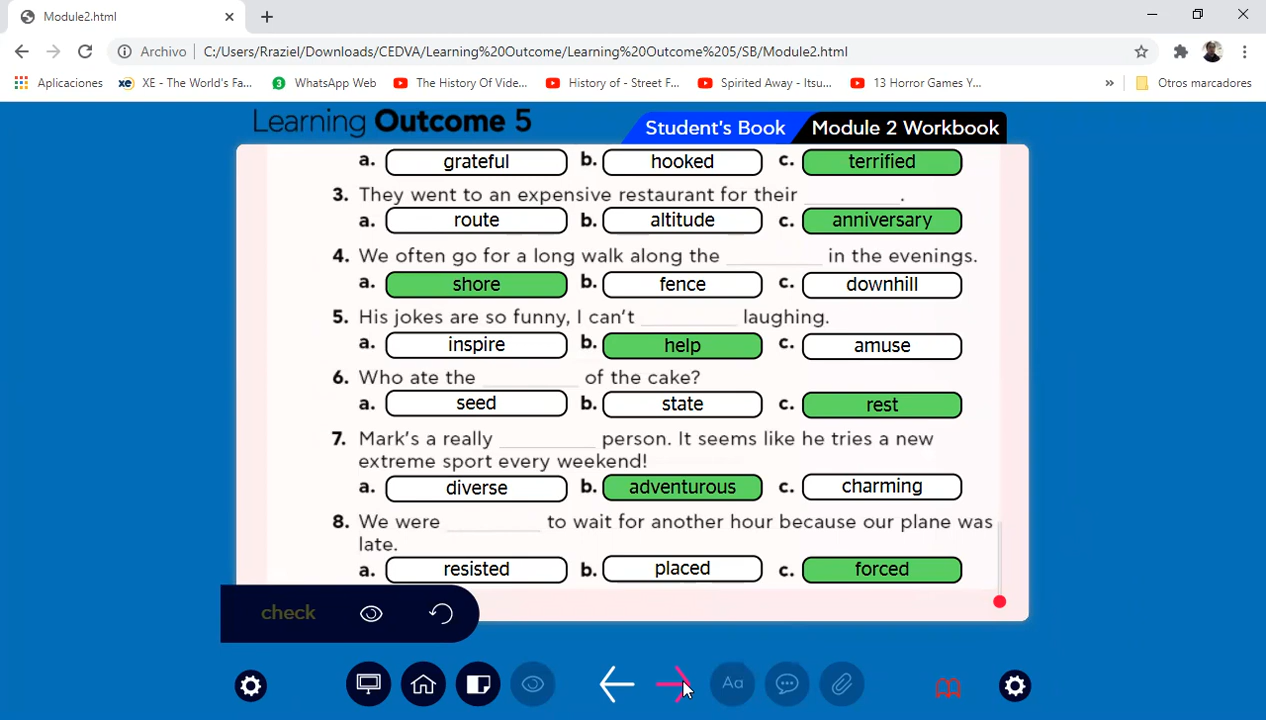 Module2.html
Archivo C:/Users/Rraziel/Downloads/CEDVA/Learning%20Outcome/Learning%20Outcome%205/SB/Module2.html
Aplicaciones XE - The World's Fa... WhatsApp Web The History Of Vide... History of - Street F... Spirited Away - Itsu... 13 Horror Games Y... » Otros marcadores
Learning Outcome 5 Student's Book Module 2 Workbook
a. grateful b. hooked c. terrified
3. They went to an expensive restaurant for their __________ .
a. route b. altitude c. anniversary
4. We often go for a long walk along the __________ in the evenings.
a. shore b. fence c. downhill
5. His jokes are so funny, I can't __________ laughing.
a. inspire b. help c. amuse
6. Who ate the __________ of the cake?
a. seed b. state c. rest
7. Mark's a really __________ person. It seems like he tries a new
extreme sport every weekend!
a. diverse b. adventurous c. charming
8. We were __________ to wait for another hour because our plane was
late.
a. resisted b. placed c. forced
check
Aa